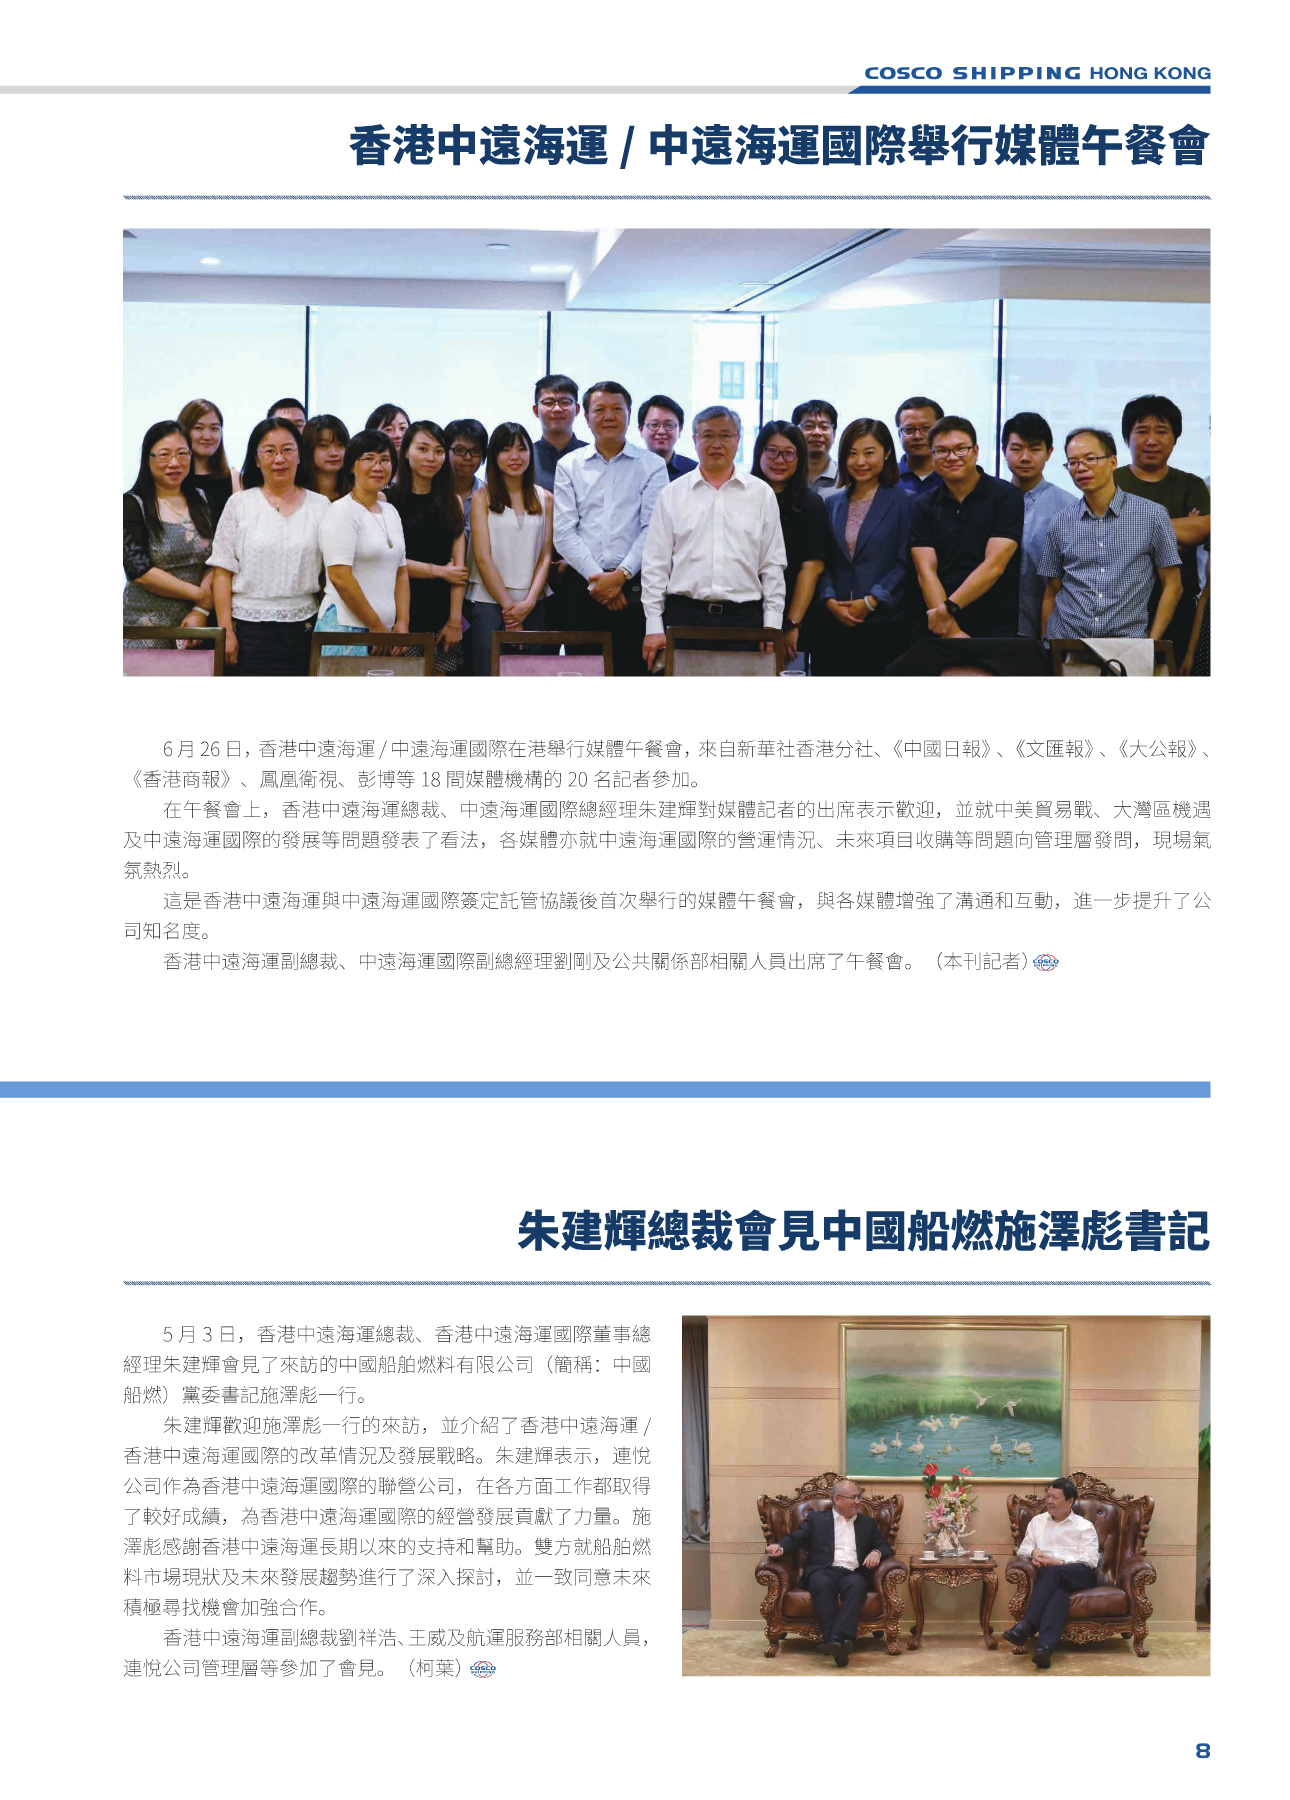 COSCO SHIPPING HONG KONG
香港中遠海運 / 中遠海運國際舉行媒體午餐會
6 月 26 日，香港中遠海運 / 中遠海運國際在港舉行媒體午餐會，來自新華社香港分社、《中國日報》、《文匯報》、《大公報》、
《香港商報》、鳳凰衛視、彭博等 18 間媒體機構的 20 名記者參加。
在午餐會上，香港中遠海運總裁、中遠海運國際總經理朱建輝對媒體記者的出席表示歡迎，並就中美貿易戰、大灣區機遇
及中遠海運國際的發展等問題發表了看法，各媒體亦就中遠海運國際的營運情況、未來項目收購等問題向管理層發問，現場氣
氛熱烈。
這是香港中遠海運與中遠海運國際簽定託管協議後首次舉行的媒體午餐會，與各媒體增強了溝通和互動，進一步提升了公
司知名度。
香港中遠海運副總裁、中遠海運國際副總經理劉剛及公共關係部相關人員出席了午餐會。（本刊記者）COSCO SHIPPING
朱建輝總裁會見中國船燃施澤彪書記
5 月 3 日，香港中遠海運總裁、香港中遠海運國際董事總
經理朱建輝會見了來訪的中國船舶燃料有限公司（簡稱：中國
船燃）黨委書記施澤彪一行。
朱建輝歡迎施澤彪一行的來訪，並介紹了香港中遠海運 /
香港中遠海運國際的改革情況及發展戰略。朱建輝表示，連悅
公司作為香港中遠海運國際的聯營公司，在各方面工作都取得
了較好成績，為香港中遠海運國際的經營發展貢獻了力量。施
澤彪感謝香港中遠海運長期以來的支持和幫助。雙方就船舶燃
料市場現狀及未來發展趨勢進行了深入探討，並一致同意未來
積極尋找機會加強合作。
香港中遠海運副總裁劉祥浩、王威及航運服務部相關人員，
連悅公司管理層等參加了會見。（柯葉）COSCO SHIPPING
8